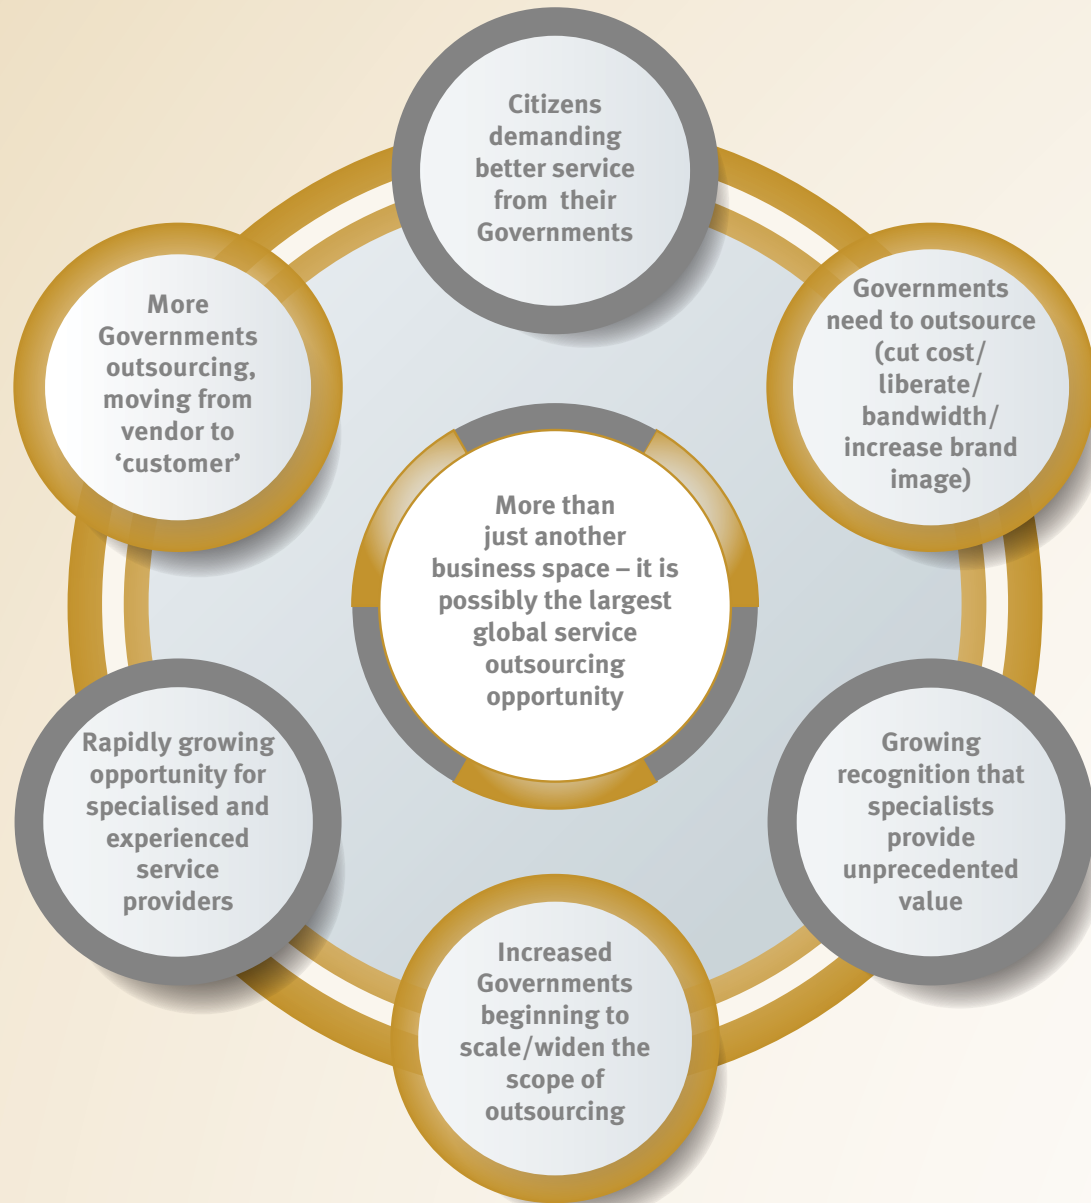 Citizens
demanding
better service
from their
Governments
Governments
need to outsource
(cut cost/
liberate/
bandwidth/
increase brand
image)
Growing
recognition that
specialists
provide
unprecedented
value
Increased
Governments
beginning to
scale/widen the
scope of
outsourcing
Rapidly growing
opportunity for
specialised and
experienced
service
providers
More
Governments
outsourcing,
moving from
vendor to
‘customer’
More than
just another
business space – it is
possibly the largest
global service
outsourcing
opportunity